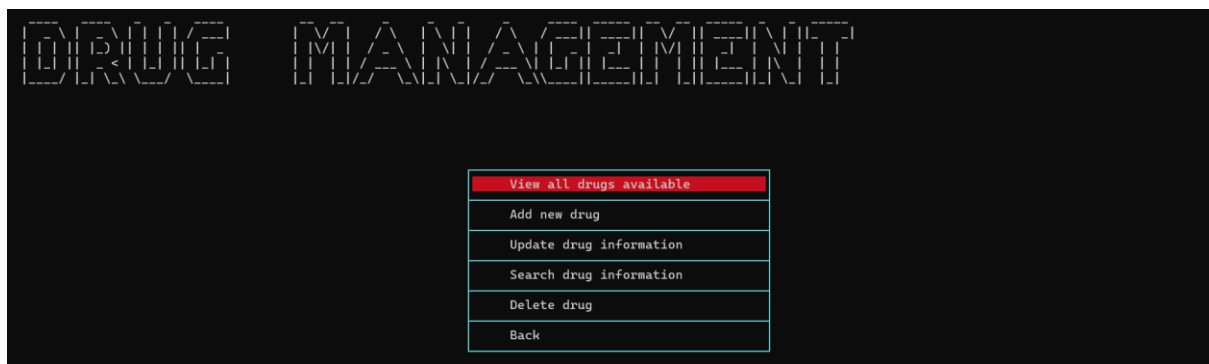 DRUG MANAGEMENT
View all drugs available
Add new drug
Update drug information
Search drug information
Delete drug
Back